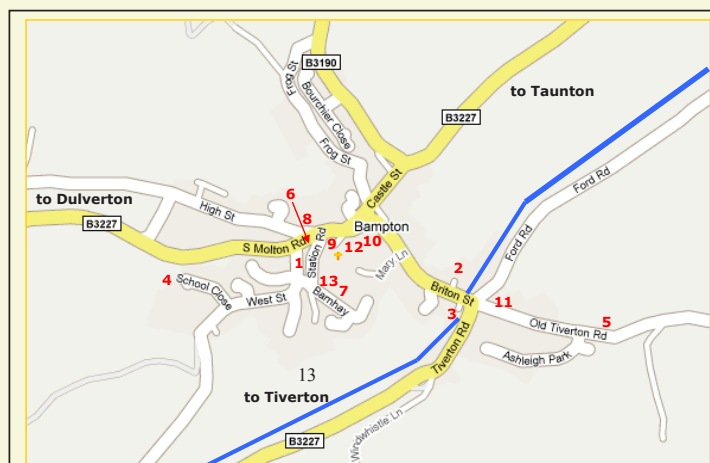 B3190
Frog St
Bourchier Close
to Taunton
B3227
Frog St
Ford Rd
Castle St
to Dulverton
6
High St
8
B3227
Bampton
S Molton Rd
Station Rd
9
12
10
Ford Rd
1
Mary Ln
2
4
School Close
13
7
West St
Barnhay
Briton St
11
3
5
Old Tiverton Rd
Tiverton Rd
Ashleigh Park
13
to Tiverton
Windwhistle Ln
B3227